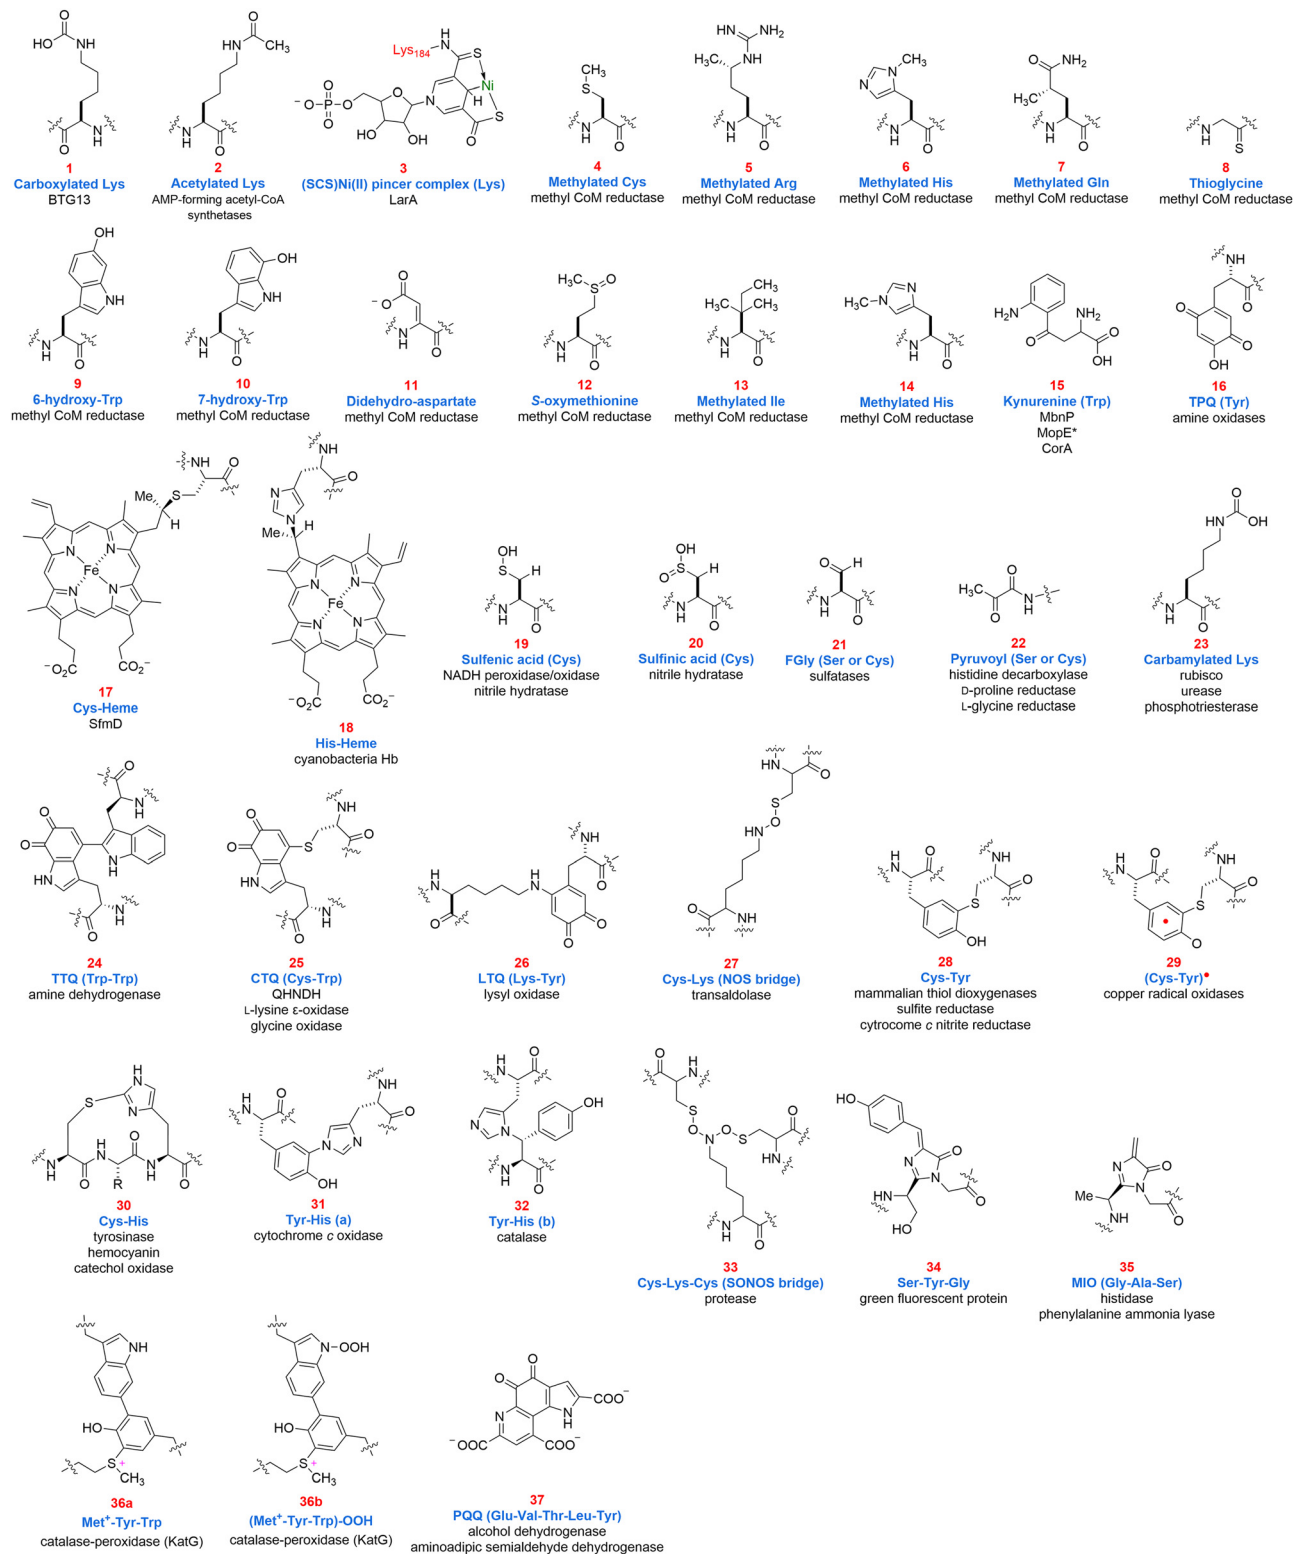 1
Carboxylated Lys
BTG13
2
Acetylated Lys
AMP-forming acetyl-CoA
synthetases
Lys184
3
(SCS)Ni(II) pincer complex (Lys)
LarA
4
Methylated Cys
methyl CoM reductase
5
Methylated Arg
methyl CoM reductase
6
Methylated His
methyl CoM reductase
7
Methylated Gln
methyl CoM reductase
8
Thioglycine
methyl CoM reductase
9
6-hydroxy-Trp
methyl CoM reductase
10
7-hydroxy-Trp
methyl CoM reductase
11
Didehydro-aspartate
methyl CoM reductase
12
S-oxymethionine
methyl CoM reductase
13
Methylated Ile
methyl CoM reductase
14
Methylated His
methyl CoM reductase
15
Kynurenine (Trp)
MbnP
MopE*
CorA
16
TPQ (Tyr)
amine oxidases
17
Cys-Heme
SfmD
18
His-Heme
cyanobacteria Hb
19
Sulfenic acid (Cys)
NADH peroxidase/oxidase
nitrile hydratase
20
Sulfinic acid (Cys)
nitrile hydratase
21
FGly (Ser or Cys)
sulfatases
22
Pyruvoyl (Ser or Cys)
histidine decarboxylase
D-proline reductase
L-glycine reductase
23
Carbamylated Lys
rubisco
urease
phosphotriesterase
24
TTQ (Trp-Trp)
amine dehydrogenase
25
CTQ (Cys-Trp)
QHNDH
L-lysine ε-oxidase
glycine oxidase
26
LTQ (Lys-Tyr)
lysyl oxidase
27
Cys-Lys (NOS bridge)
transaldolase
28
Cys-Tyr
mammalian thiol dioxygenases
sulfite reductase
cytrocome c nitrite reductase
29
(Cys-Tyr)•
copper radical oxidases
30
Cys-His
tyrosinase
hemocyanin
catechol oxidase
31
Tyr-His (a)
cytochrome c oxidase
32
Tyr-His (b)
catalase
33
Cys-Lys-Cys (SONOS bridge)
protease
34
Ser-Tyr-Gly
green fluorescent protein
35
MIO (Gly-Ala-Ser)
histidase
phenylalanine ammonia lyase
36a
Met+-Tyr-Trp
catalase-peroxidase (KatG)
36b
(Met+-Tyr-Trp)-OOH
catalase-peroxidase (KatG)
37
PQQ (Glu-Val-Thr-Leu-Tyr)
alcohol dehydrogenase
aminoadipic semialdehyde dehydrogenase